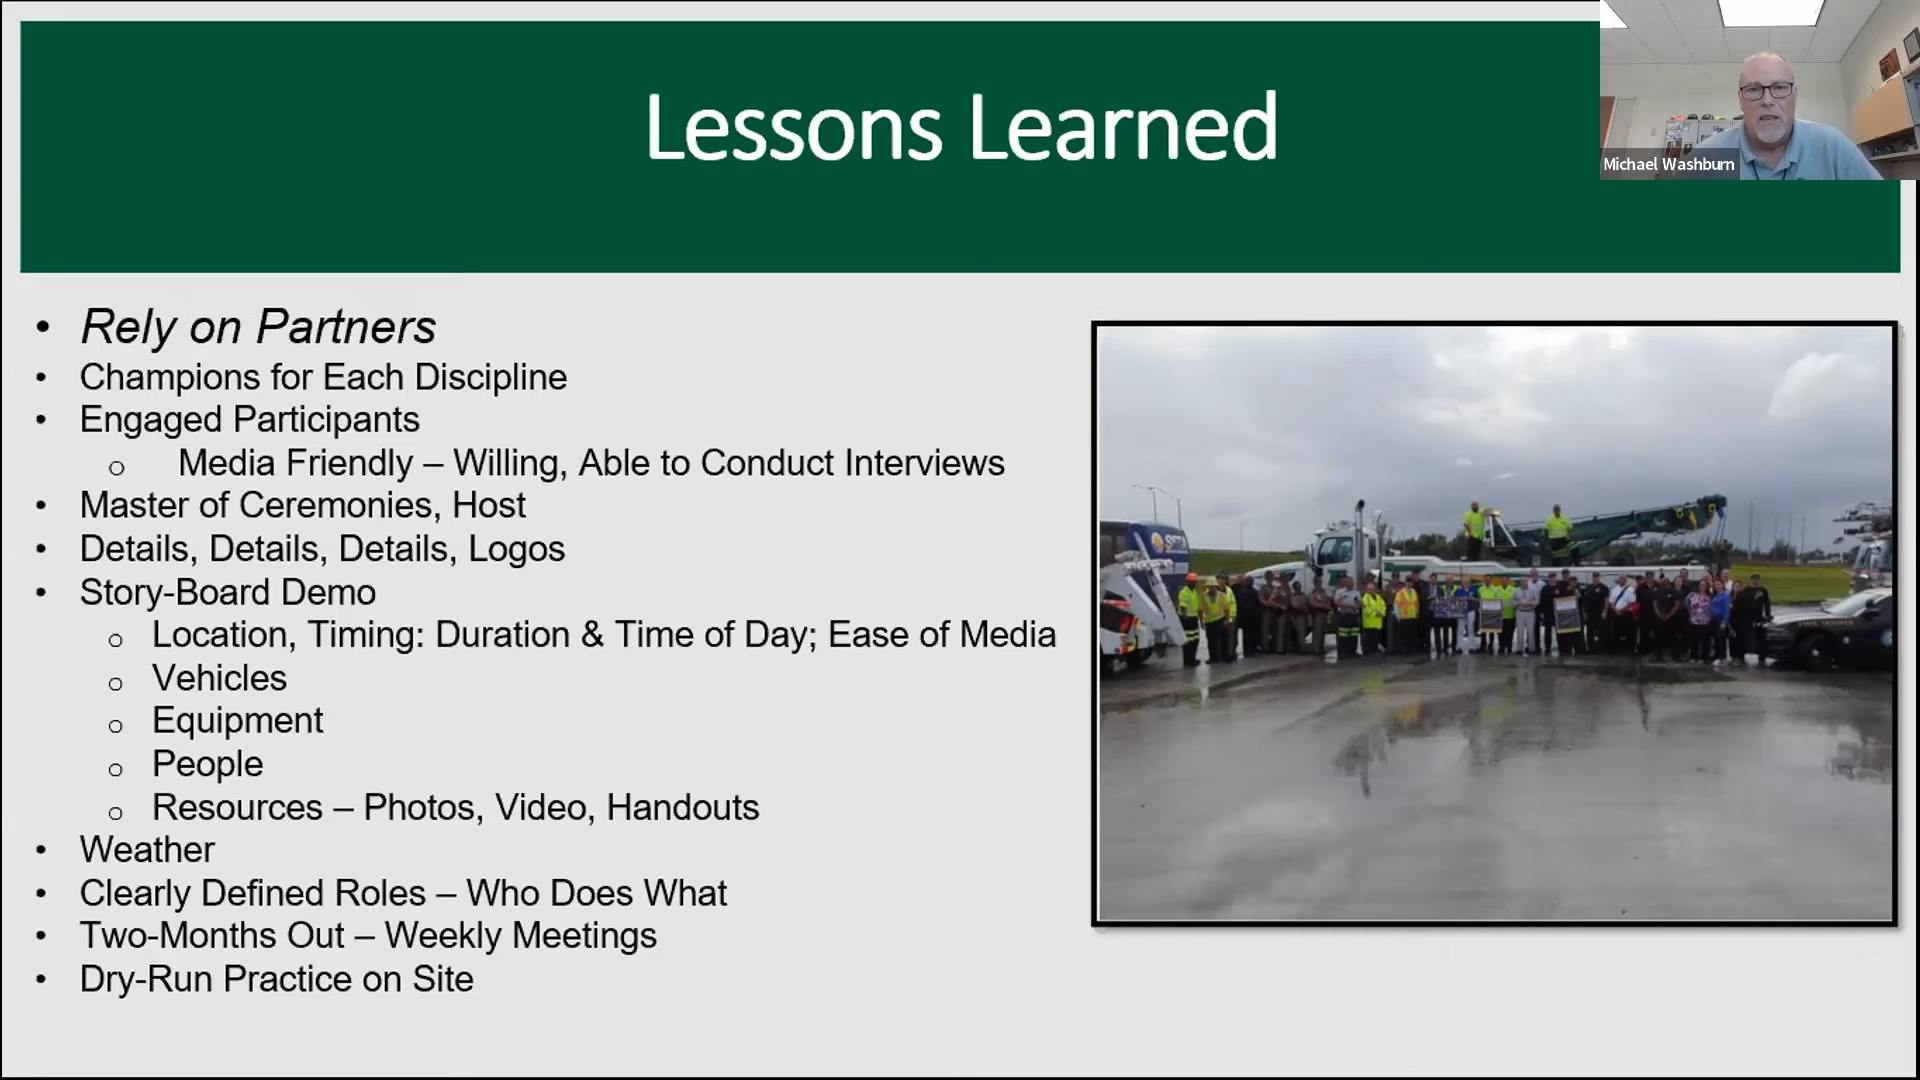 Lessons Learned
Michael Washburn
• Rely on Partners
• Champions for Each Discipline
• Engaged Participants
o Media Friendly – Willing, Able to Conduct Interviews
• Master of Ceremonies, Host
• Details, Details, Details, Logos
• Story-Board Demo
o Location, Timing: Duration & Time of Day; Ease of Media
o Vehicles
o Equipment
o People
o Resources – Photos, Video, Handouts
• Weather
• Clearly Defined Roles – Who Does What
• Two-Months Out – Weekly Meetings
• Dry-Run Practice on Site
STATE TROOPER